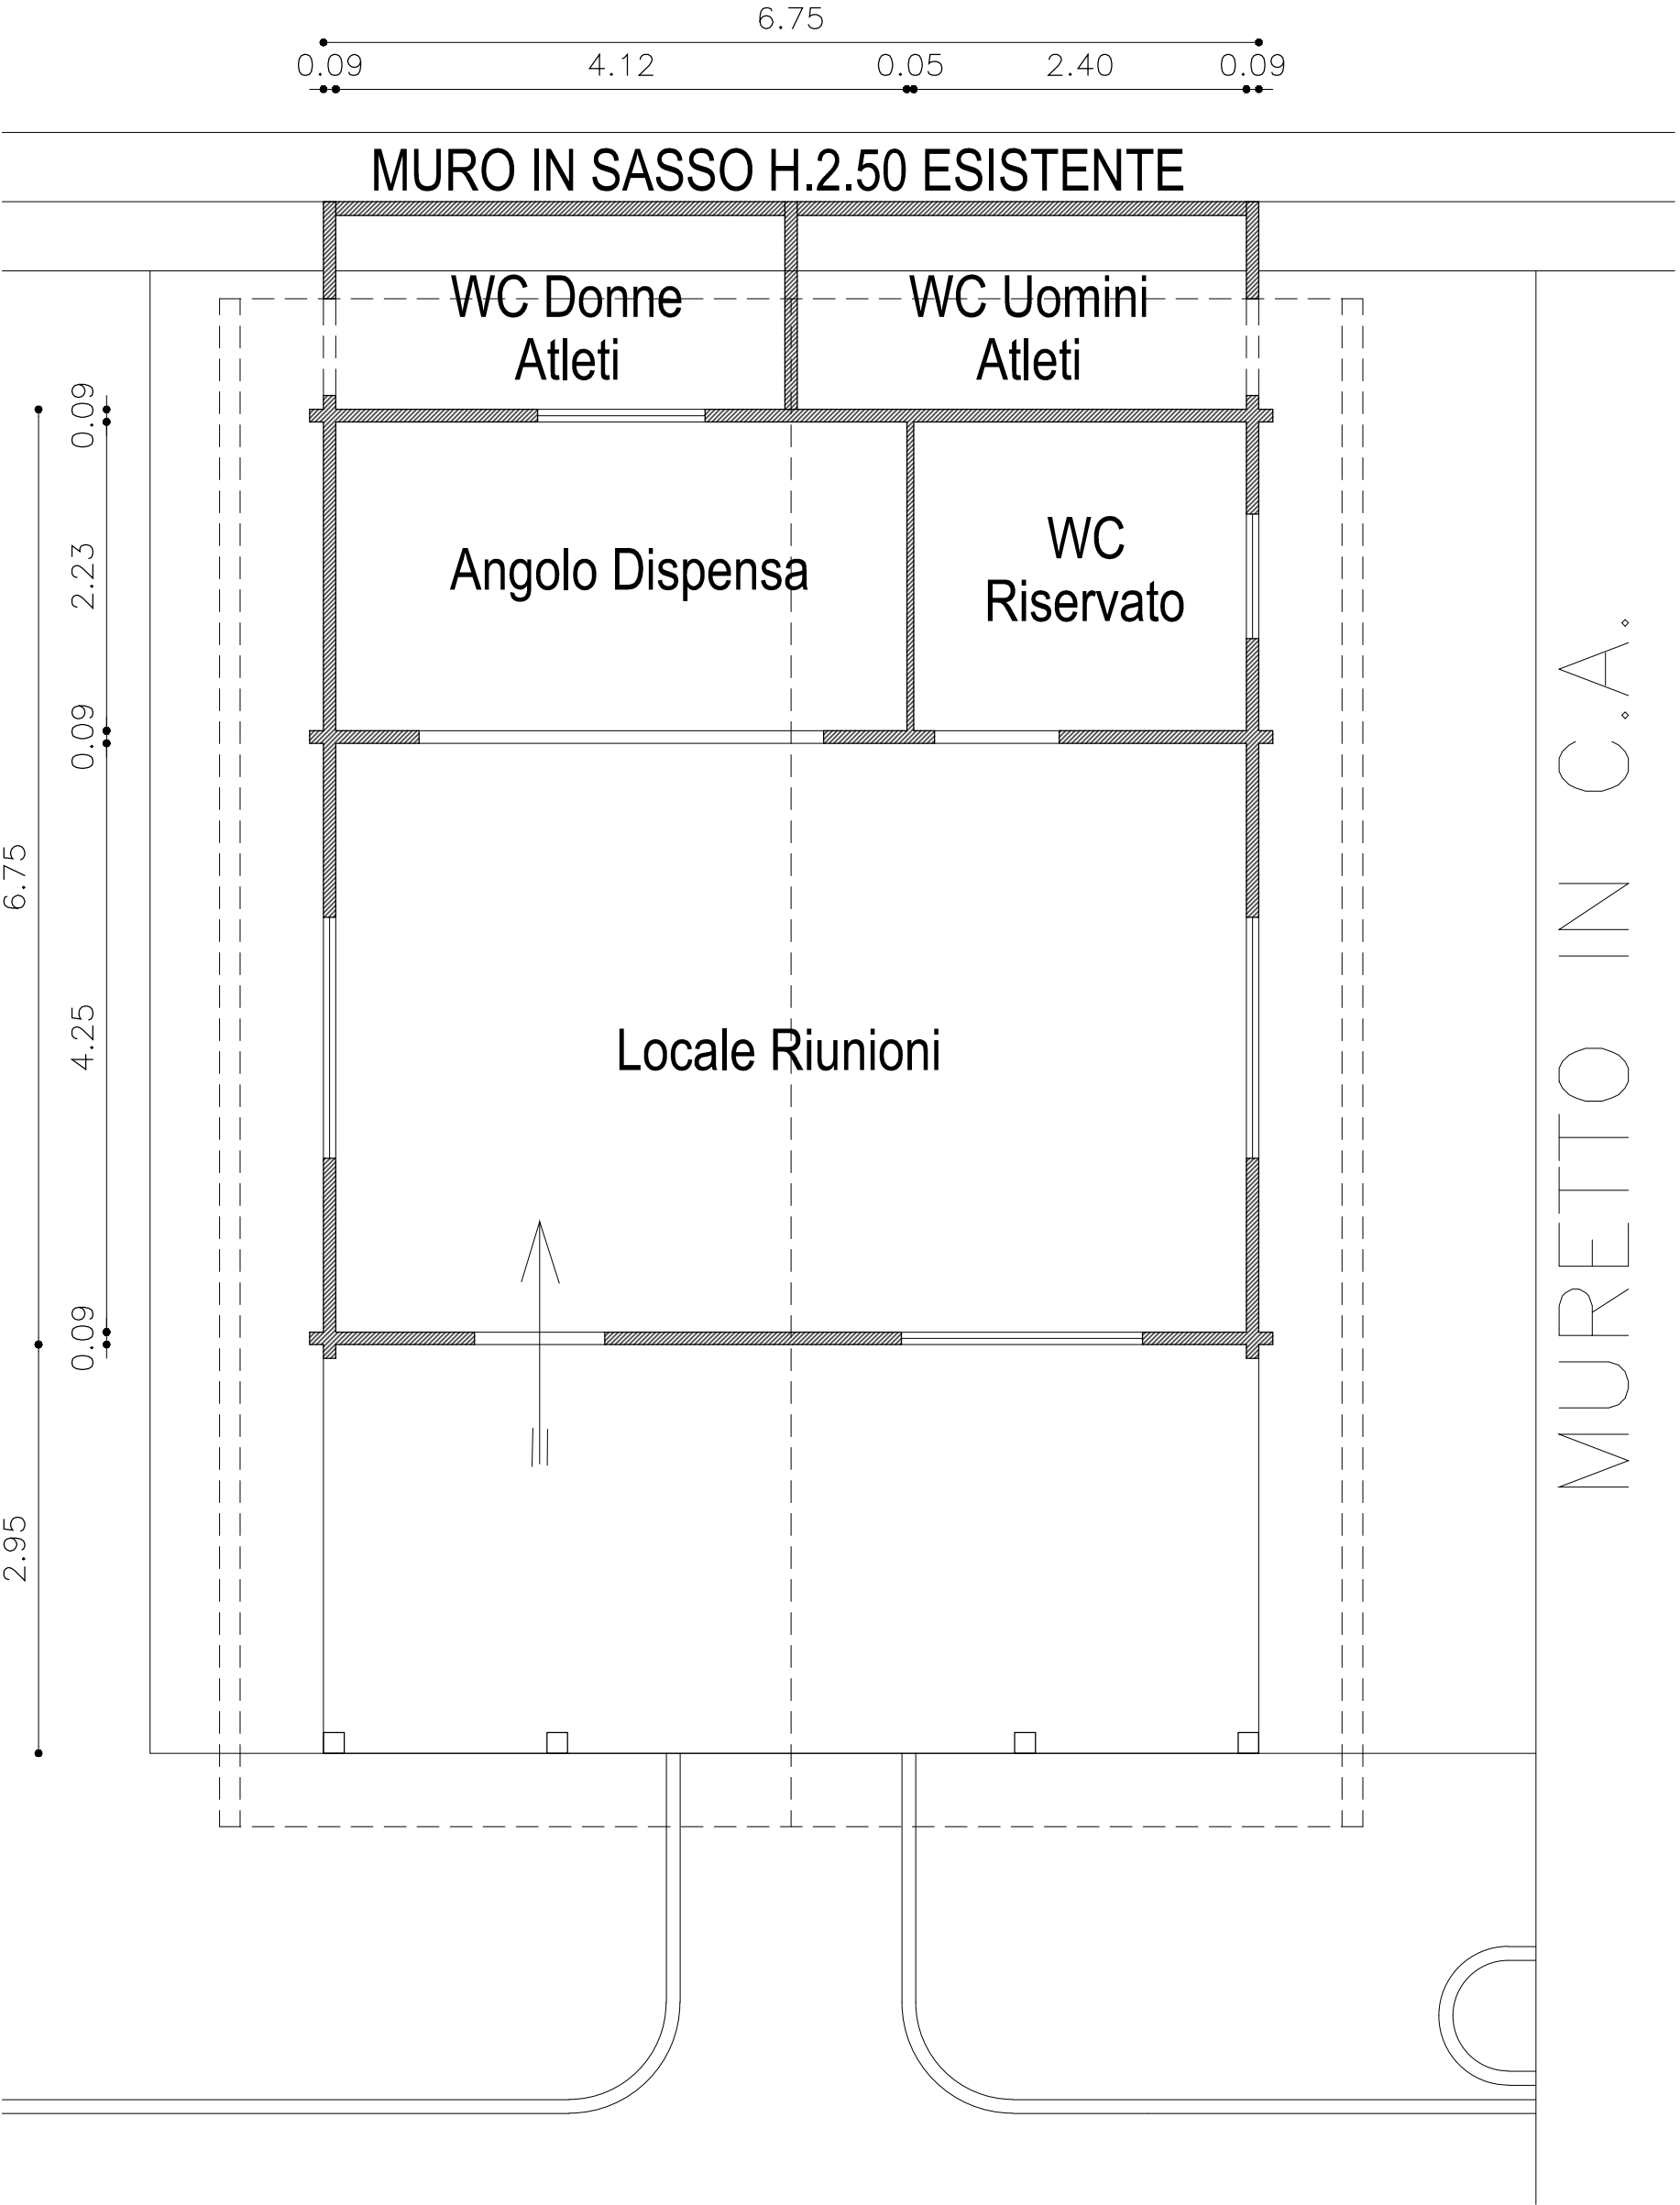 6.75
0.09 4.12 0.05 2.40 0.09
MURO IN SASSO H.2.50 ESISTENTE
WC Donne
Atleti
WC Uomini
Atleti
0.09
2.23
0.09
6.75
4.25
0.09
2.95
Angolo Dispensa
WC
Riservato
Locale Riunioni
MURETTO IN C.A.